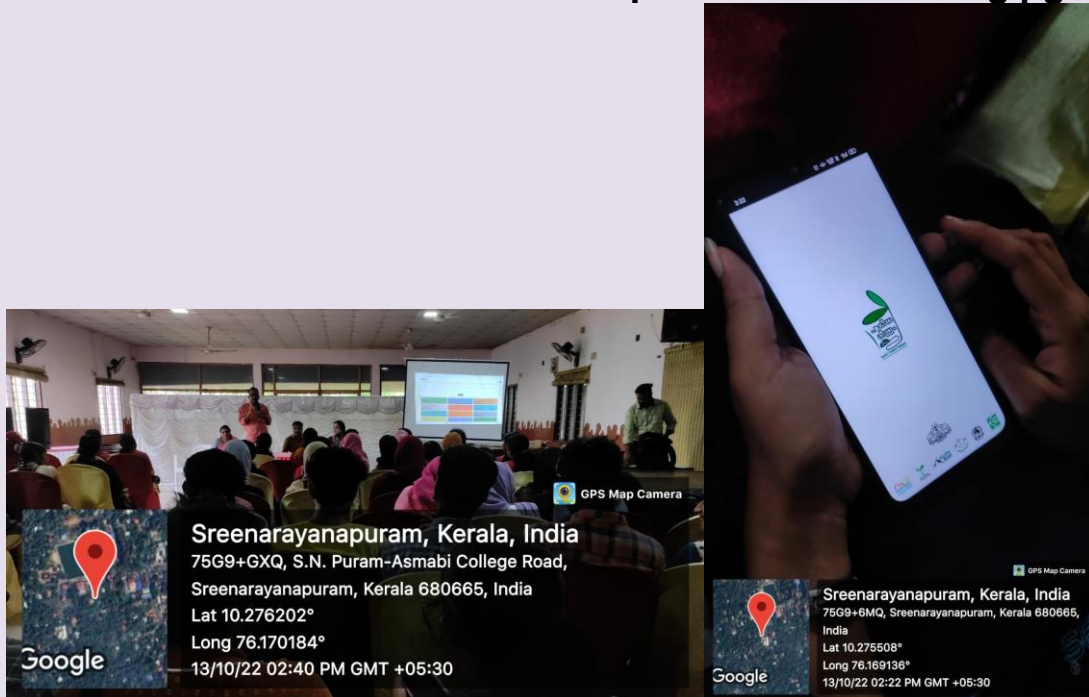 GPS Map Camera
Sreenarayanapuram, Kerala, India
75G9+GXQ, S.N. Puram-Asmabi College Road,
Sreenarayanapuram, Kerala 680665, India
Lat 10.276202°
Long 76.170184°
13/10/22 02:40 PM GMT +05:30
Google
2:22
GPS Map Camera
Sreenarayanapuram, Kerala, India
75G9+6MQ, Sreenarayanapuram, Kerala 680665,
India
Lat 10.275508°
Long 76.169136°
13/10/22 02:22 PM GMT +05:30
Google